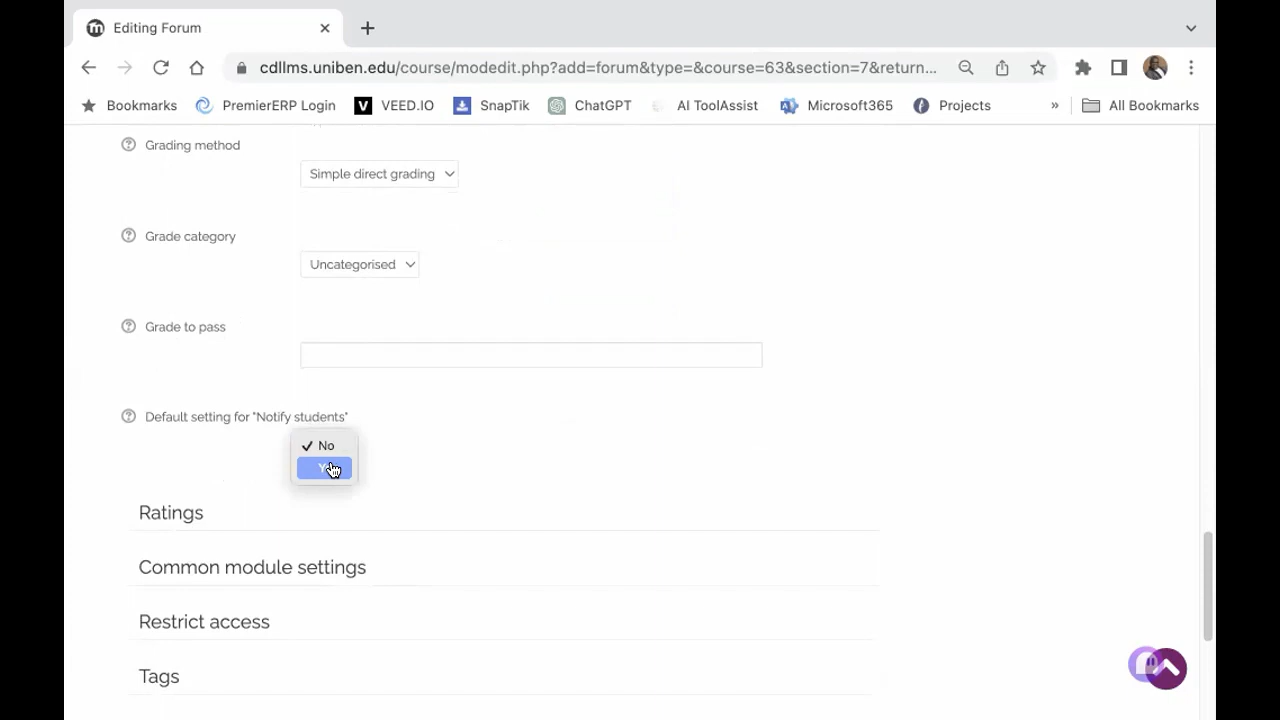 Editing Forum
cdllms.uniben.edu/course/modedit.php?add=forum&type=&course=63&section=7&return...
Bookmarks PremierERP Login VEED.IO SnapTik ChatGPT AI ToolAssist Microsoft365 Projects » All Bookmarks
Grading method
Simple direct grading
Grade category
Uncategorised
Grade to pass
Default setting for "Notify students"
No
Ratings
Common module settings
Restrict access
Tags